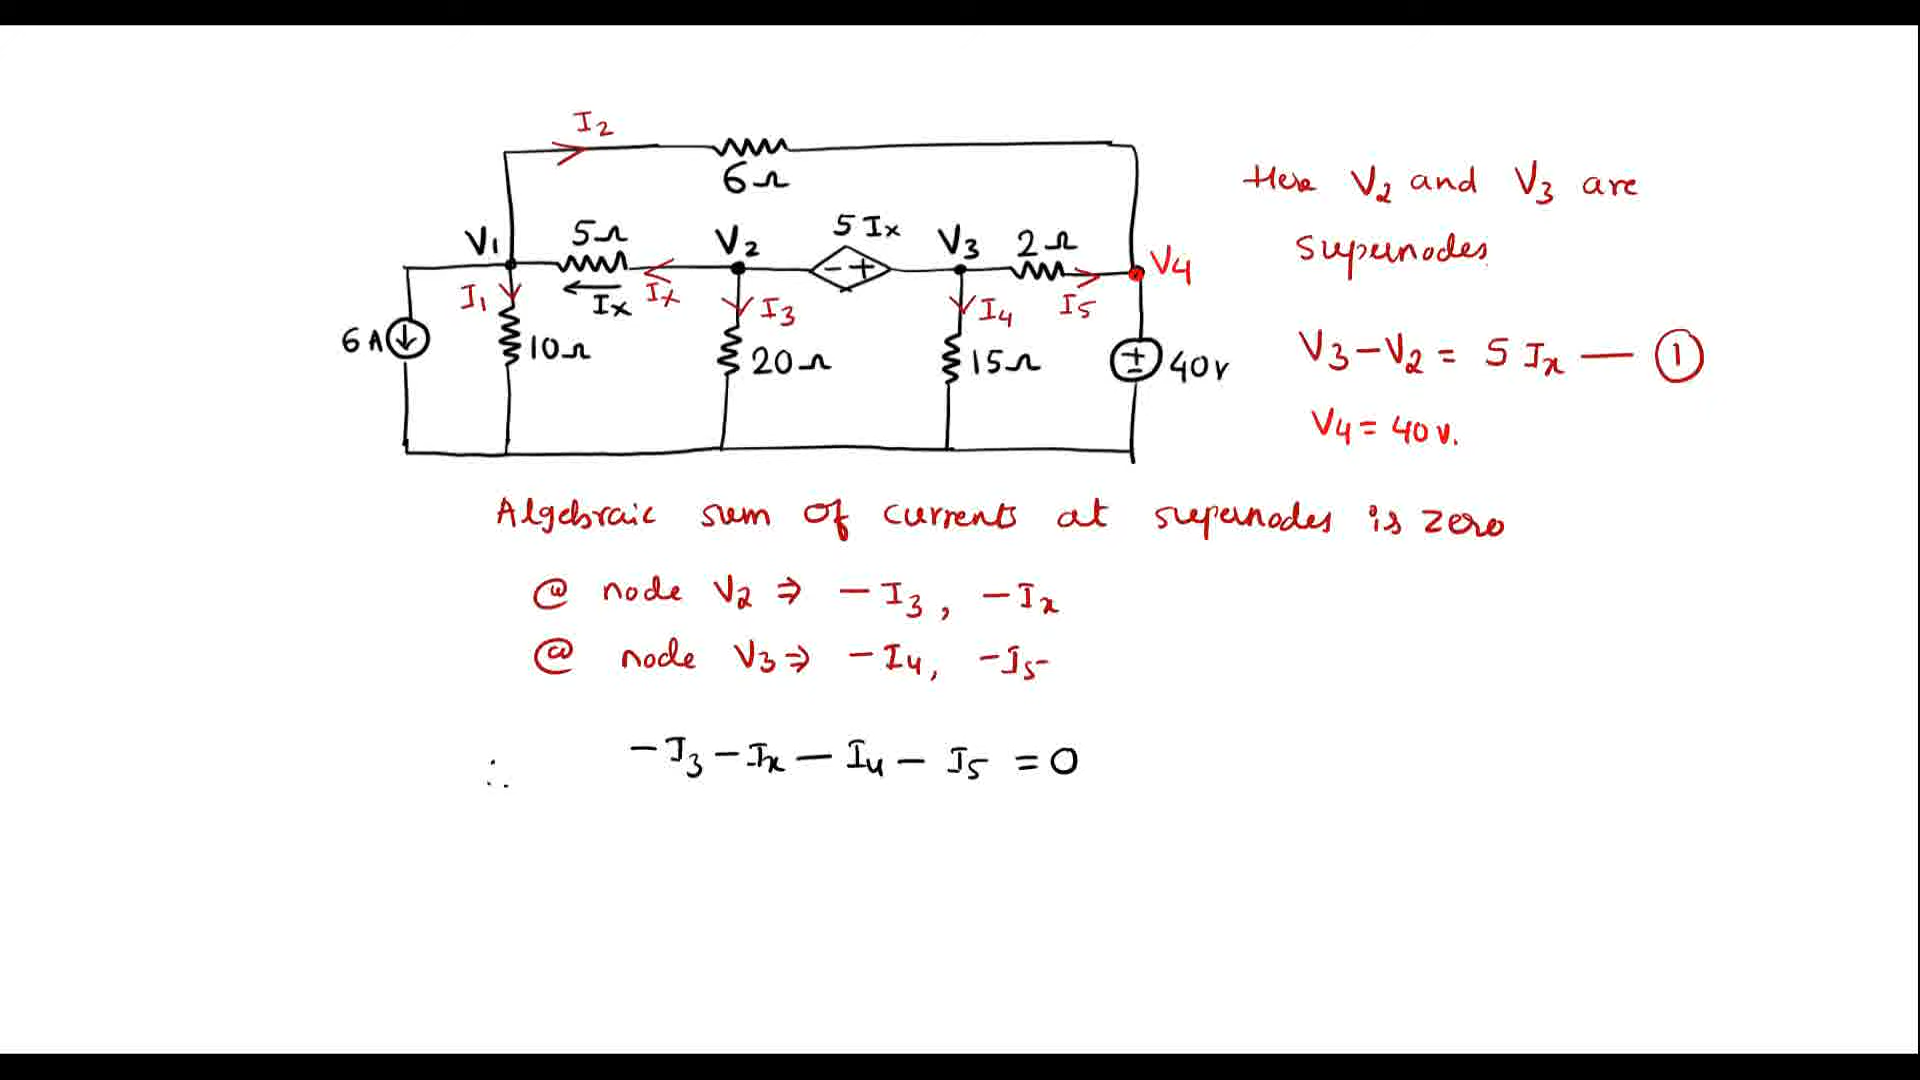 I2
6Ω
V1 5Ω V2 5 Ix V3 2Ω V4
I1 Ix Ix I3 I4 I5
6A 10Ω 20Ω 15Ω 40v
- +
+ -
Here V2 and V3 are
supernodes.
V3-V2 = 5 Ix — ①
V4 = 40 v.
Algebraic sum of currents at supernodes is zero
@ node V2 ⇒ - I3, - Ix
@ node V3 ⇒ - I4, - I5
∴ - I3 - Ix - I4 - I5 = 0